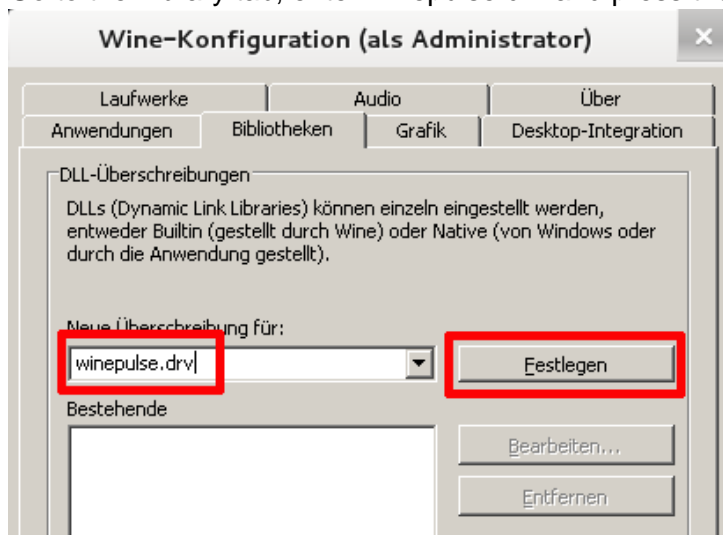 Wine-Konfiguration (als Administrator)
Laufwerke Audio Über
Anwendungen Bibliotheken Grafik Desktop-Integration
DLL-Überschreibungen
DLLs (Dynamic Link Libraries) können einzeln eingestellt werden,
entweder Builtin (gestellt durch Wine) oder Native (von Windows oder
durch die Anwendung gestellt).
Neue Überschreibung für:
winepulse.drv Festlegen
Bestehende
Bearbeiten...
Entfernen